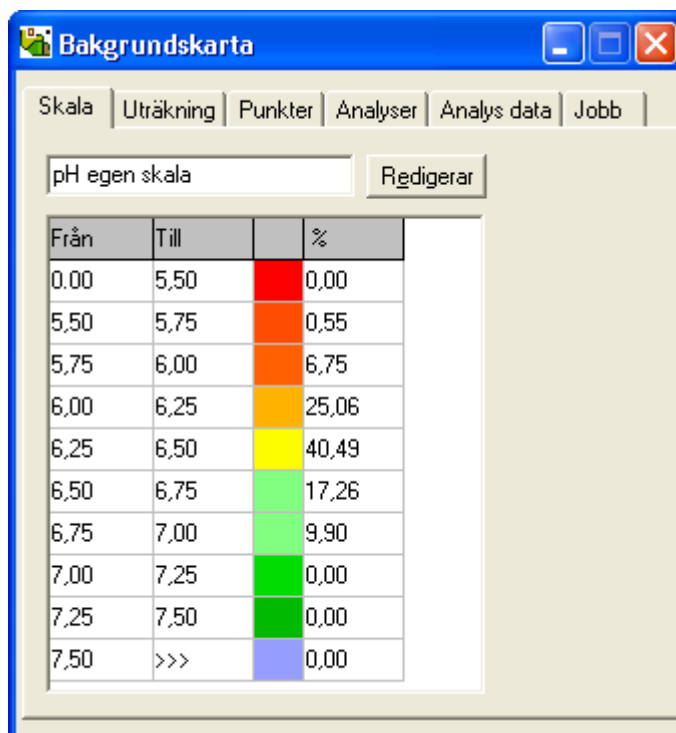 Bakgrundskarta
Skala Uträkning Punkter Analyser Analys data Jobb
pH egen skala Redigerar
Från Till %
0.00 5,50 0,00
5,50 5,75 0,55
5,75 6,00 6,75
6,00 6,25 25,06
6,25 6,50 40,49
6,50 6,75 17,26
6,75 7,00 9,90
7,00 7,25 0,00
7,25 7,50 0,00
7,50 >>> 0,00